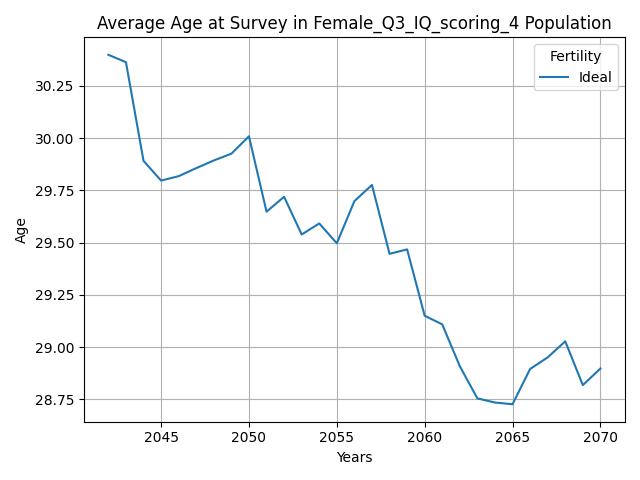 Average Age at Survey in Female_Q3_IQ_scoring_4 Population
Fertility
Ideal
30.25
30.00
29.75
29.50
29.25
29.00
28.75
Age
2045 2050 2055 2060 2065 2070
Years